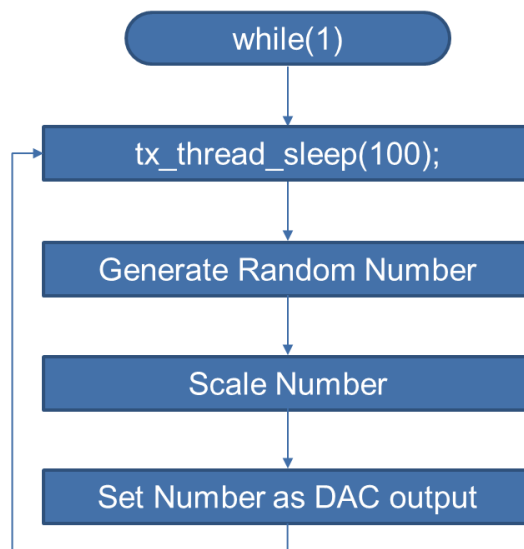 while(1)
tx_thread_sleep(100);
Generate Random Number
Scale Number
Set Number as DAC output